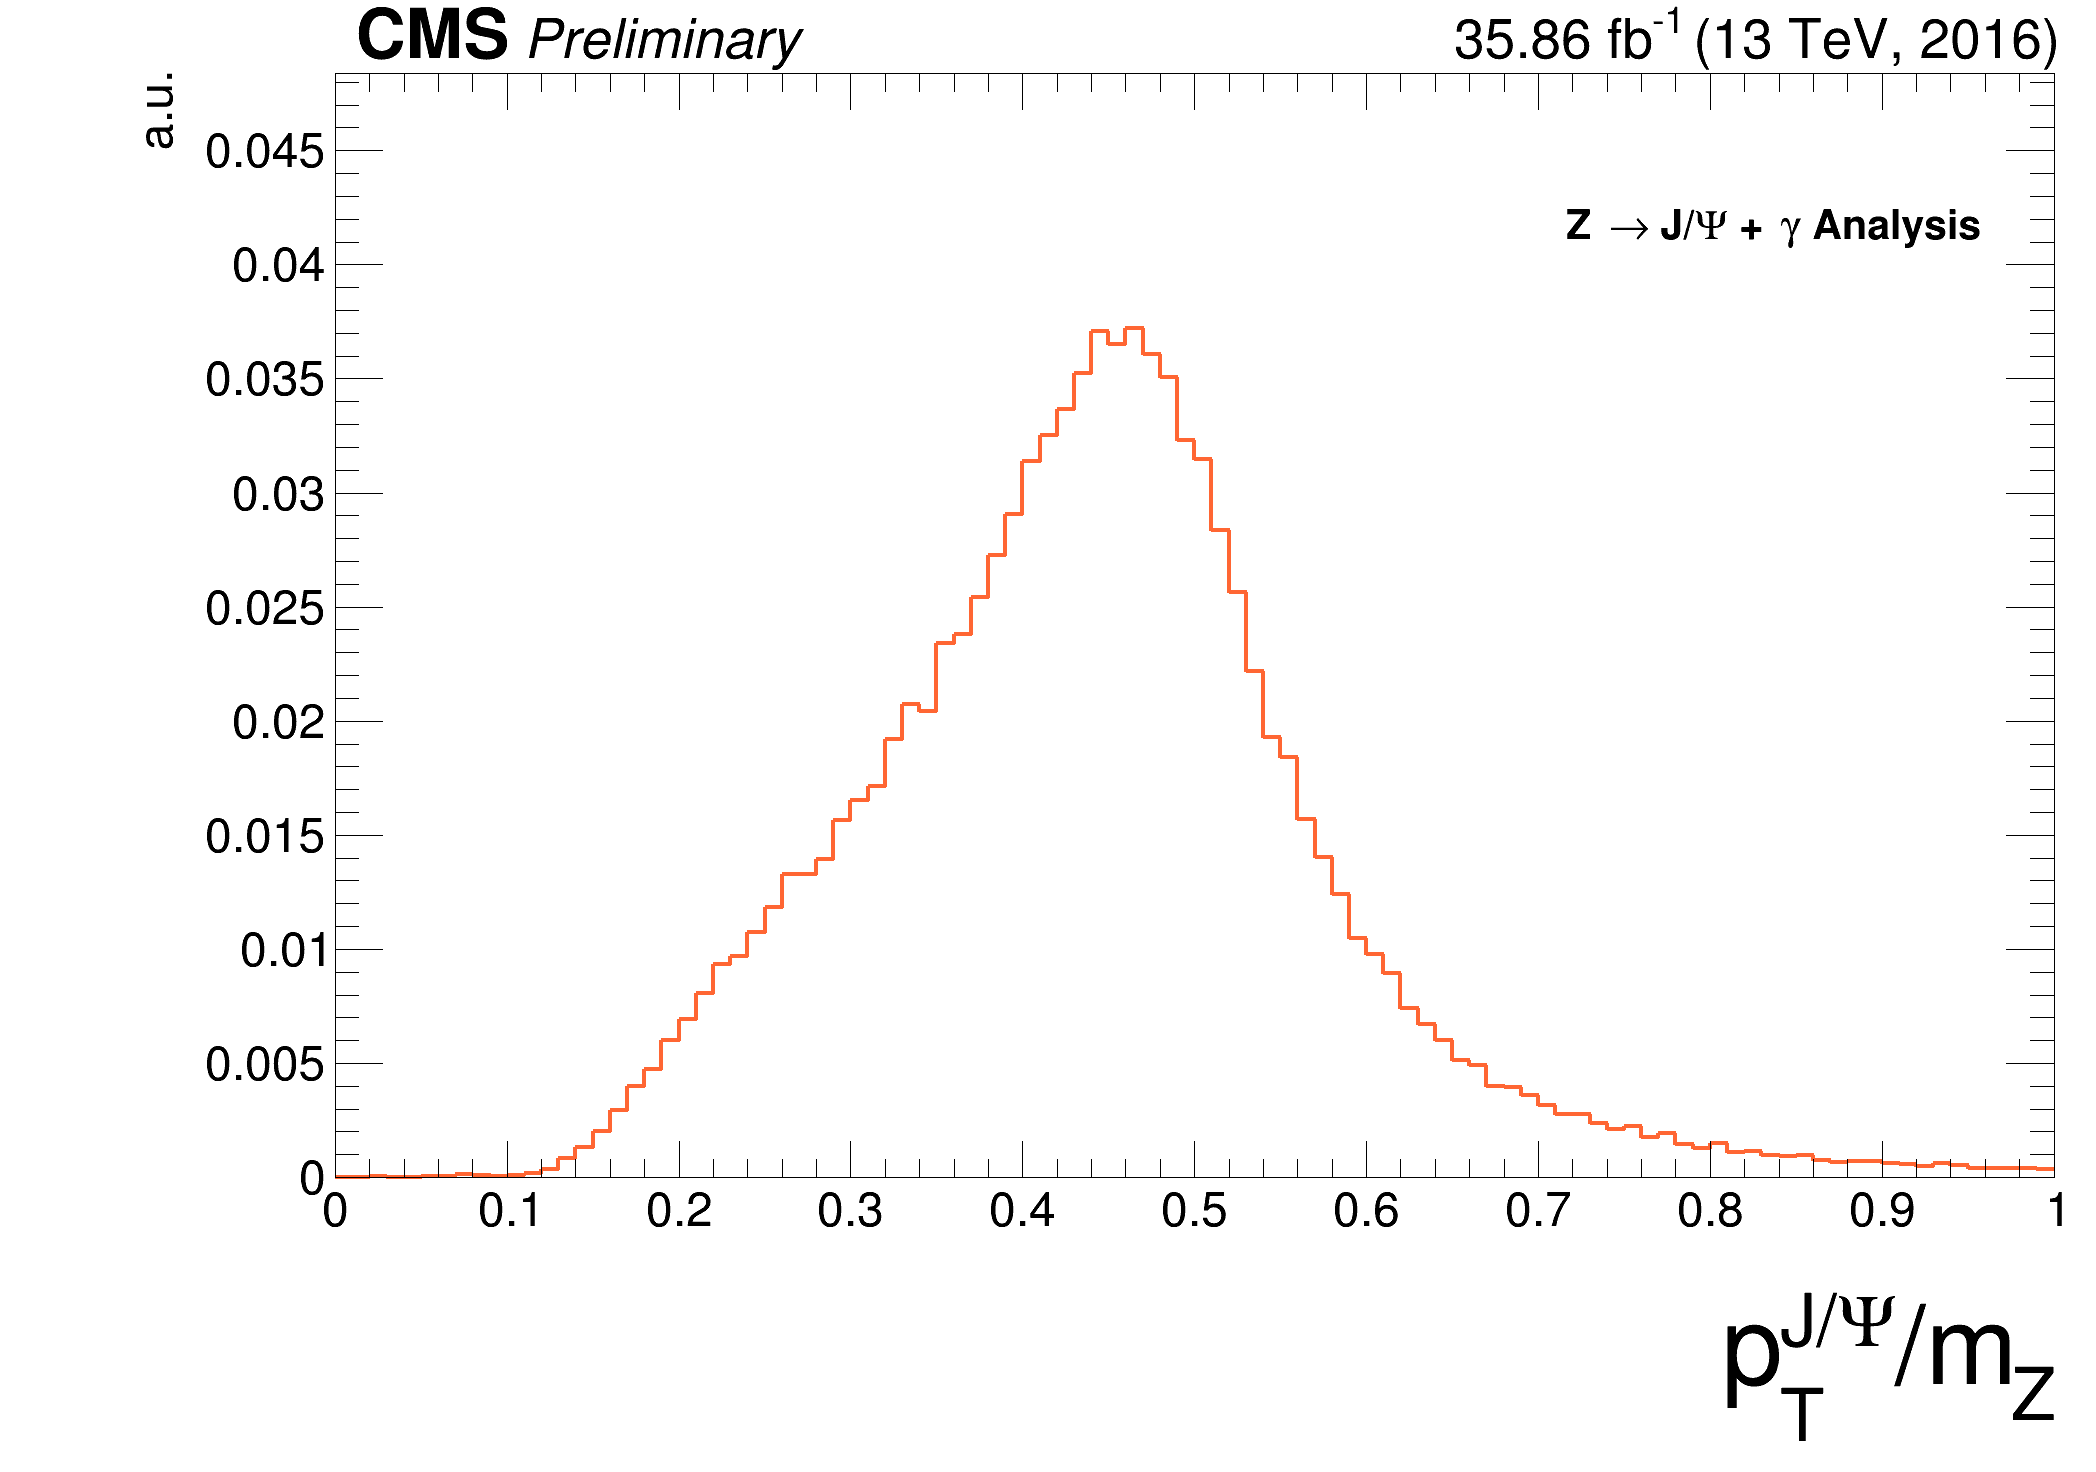 CMS Preliminary
35.86 fb⁻¹ (13 TeV, 2016)
a.u.
0.045
Z → J/Ψ + γ Analysis
0.04
0.035
0.03
0.025
0.02
0.015
0.01
0.005
0
0 0.1 0.2 0.3 0.4 0.5 0.6 0.7 0.8 0.9 1
p_T^{J/Ψ}/m_Z